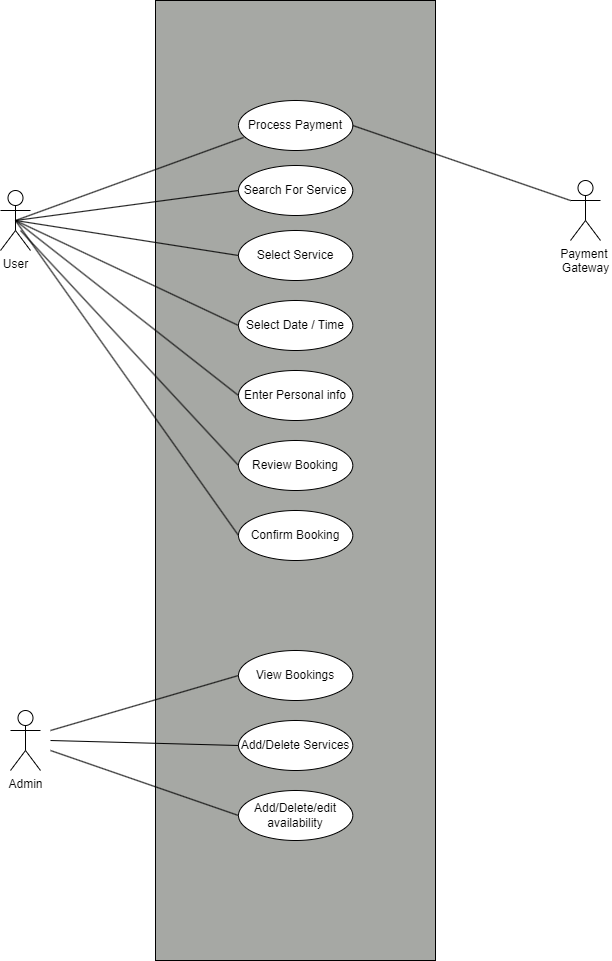 Process Payment
Search For Service
Select Service
User
Payment
Gateway
Select Date / Time
Enter Personal info
Review Booking
Confirm Booking
View Bookings
Add/Delete Services
Admin
Add/Delete/edit
availability